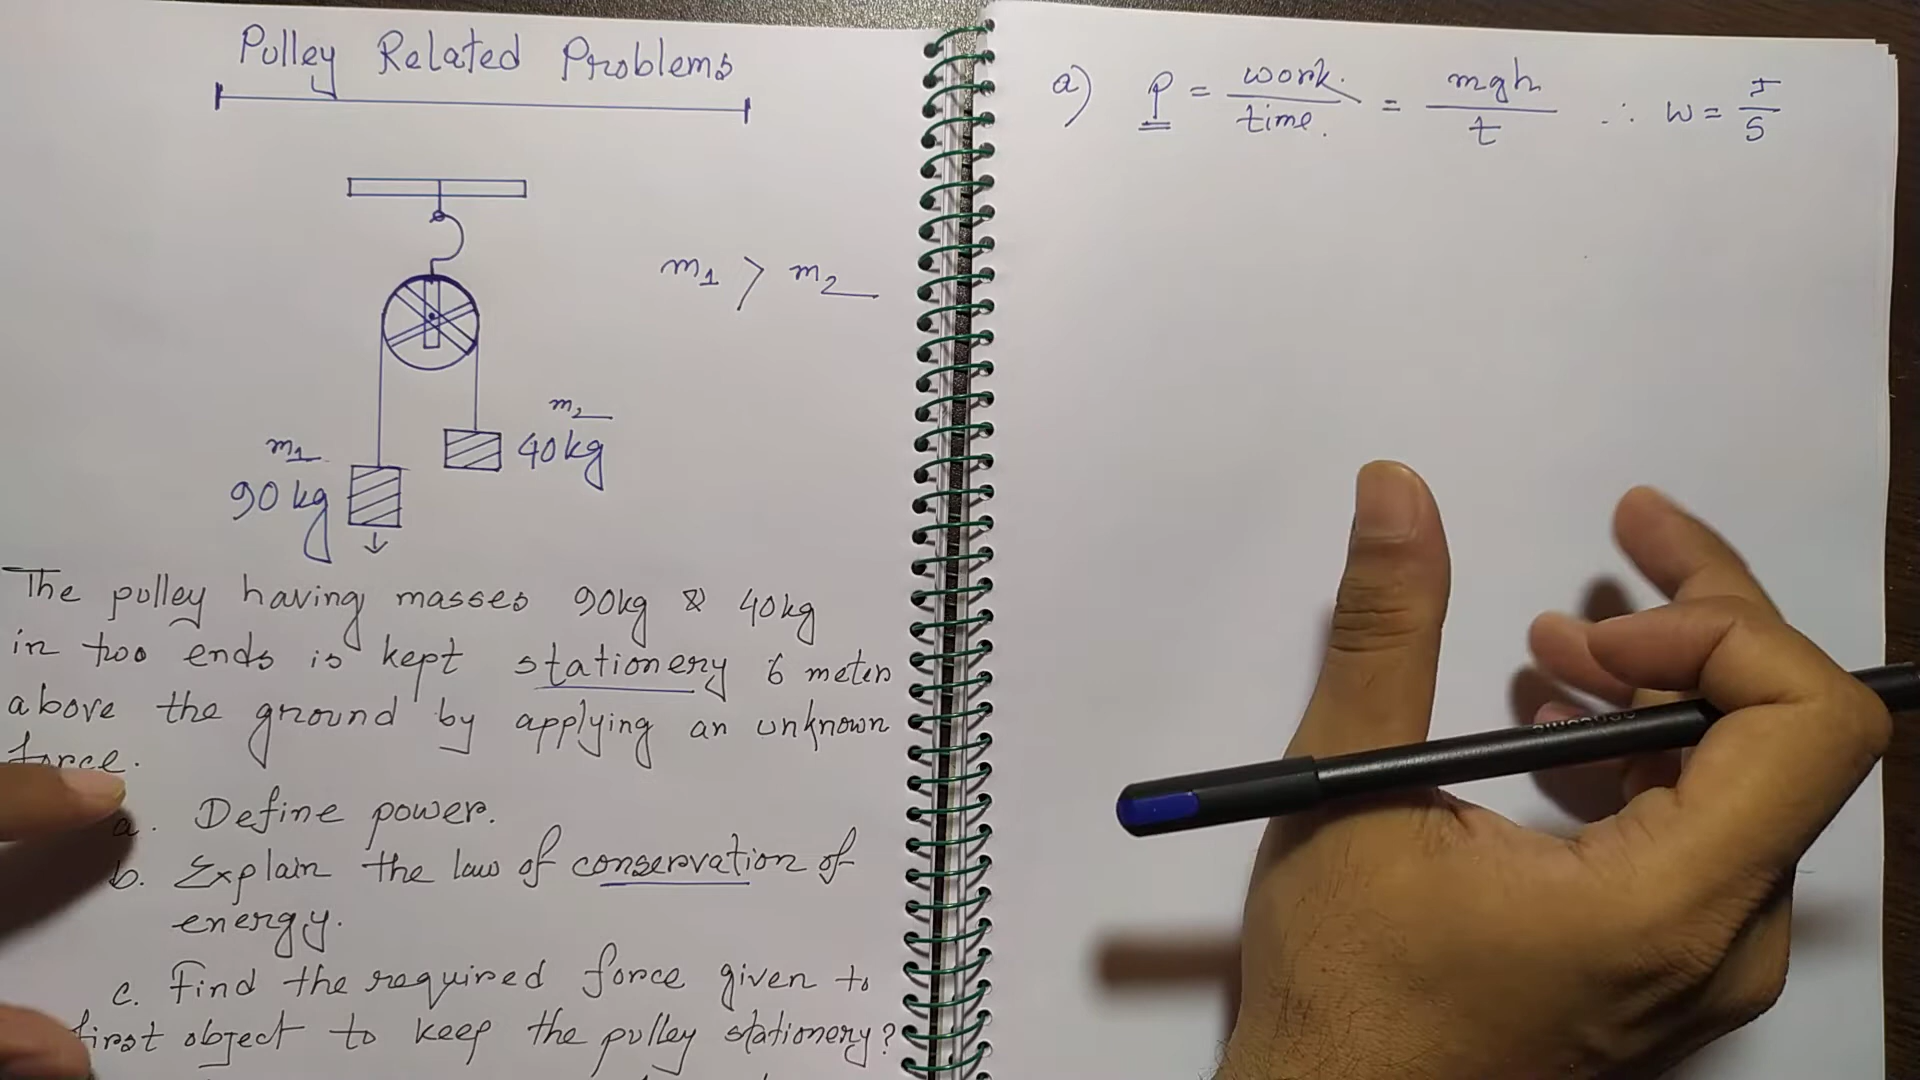 Pulley Related Problems
m1 > m2
m2
40kg
m1
90 kg
The pulley having masses 90kg & 40kg
in two ends is kept stationery 6 meter
above the ground by applying an unknown
force.
a. Define power.
b. Explain the law of conservation of
energy.
c. Find the required force given to
first object to keep the pulley stationery?
a) P = work / time. = mgh / t ∴ W = J / S